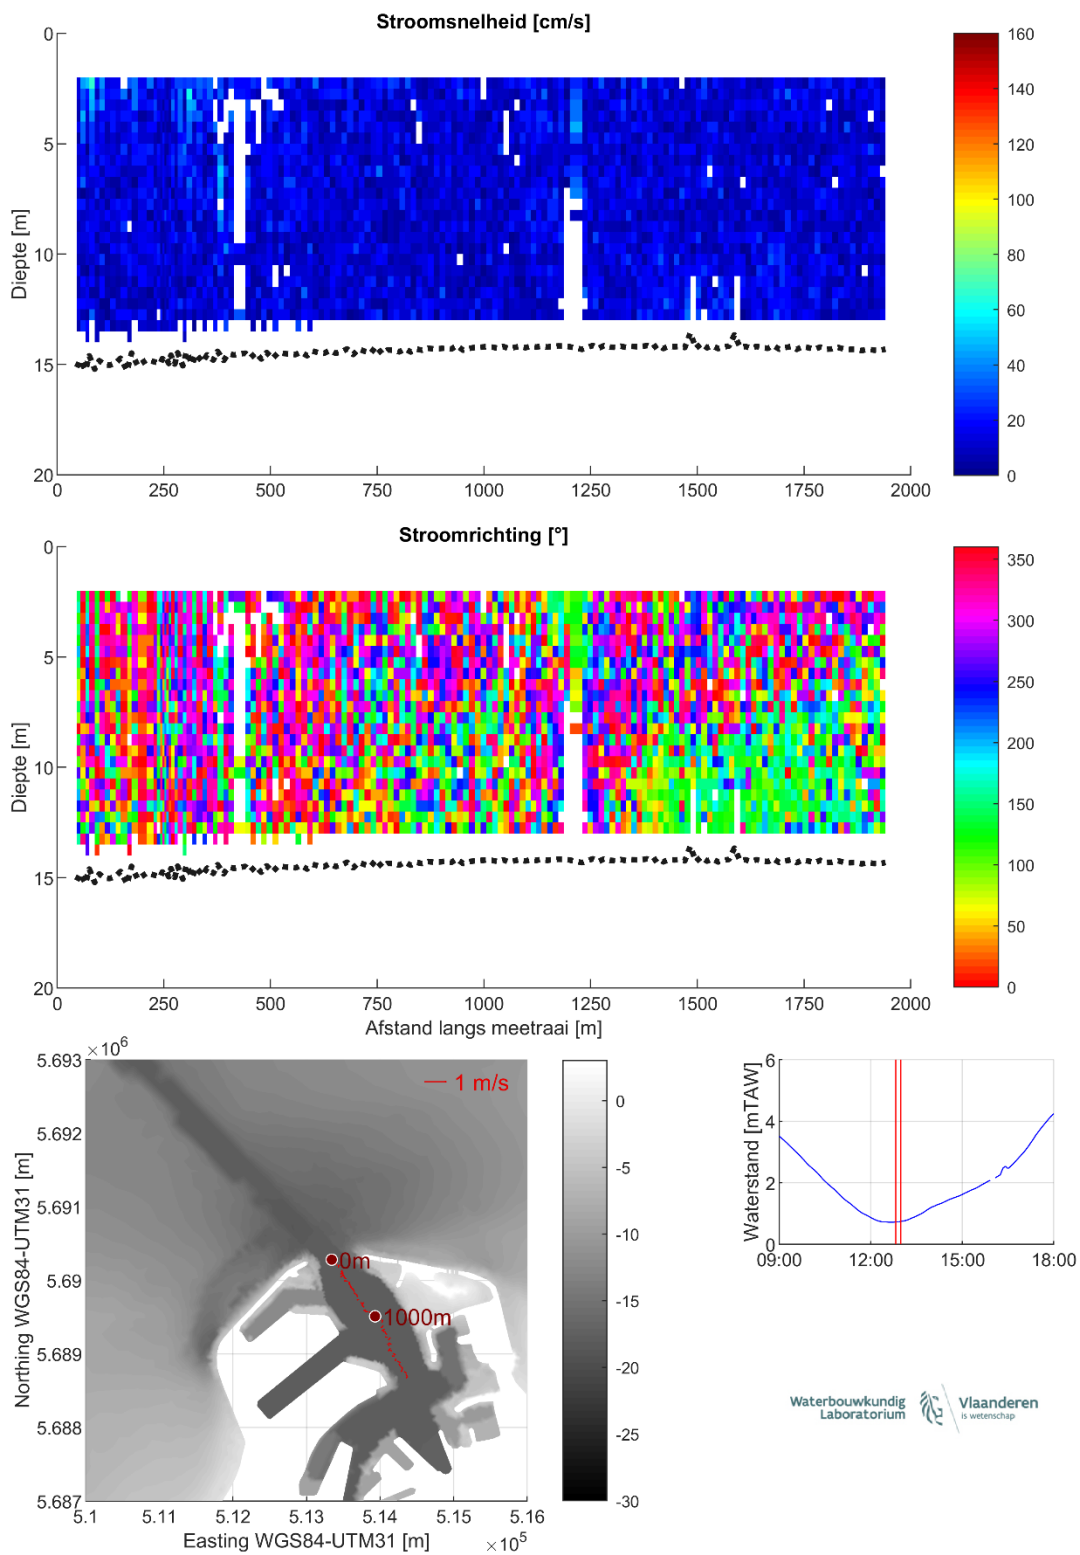 Stroomsnelheid [cm/s]
0
5
10
15
20
Diepte [m]
0 250 500 750 1000 1250 1500 1750 2000
160
140
120
100
80
60
40
20
0
Stroomrichting [°]
0
5
10
15
20
Diepte [m]
0 250 500 750 1000 1250 1500 1750 2000
Afstand langs meetraai [m]
350
300
250
200
150
100
50
0
×10⁶
5.693
5.692
5.691
5.69
5.689
5.688
5.687
Northing WGS84-UTM31 [m]
1 m/s
0m
1000m
5.1 5.11 5.12 5.13 5.14 5.15 5.16
Easting WGS84-UTM31 [m]
×10⁵
0
-5
-10
-15
-20
-25
-30
Waterstand [mTAW]
6
4
2
0
09:00 12:00 15:00 18:00
Waterbouwkundig
Laboratorium
Vlaanderen
is wetenschap